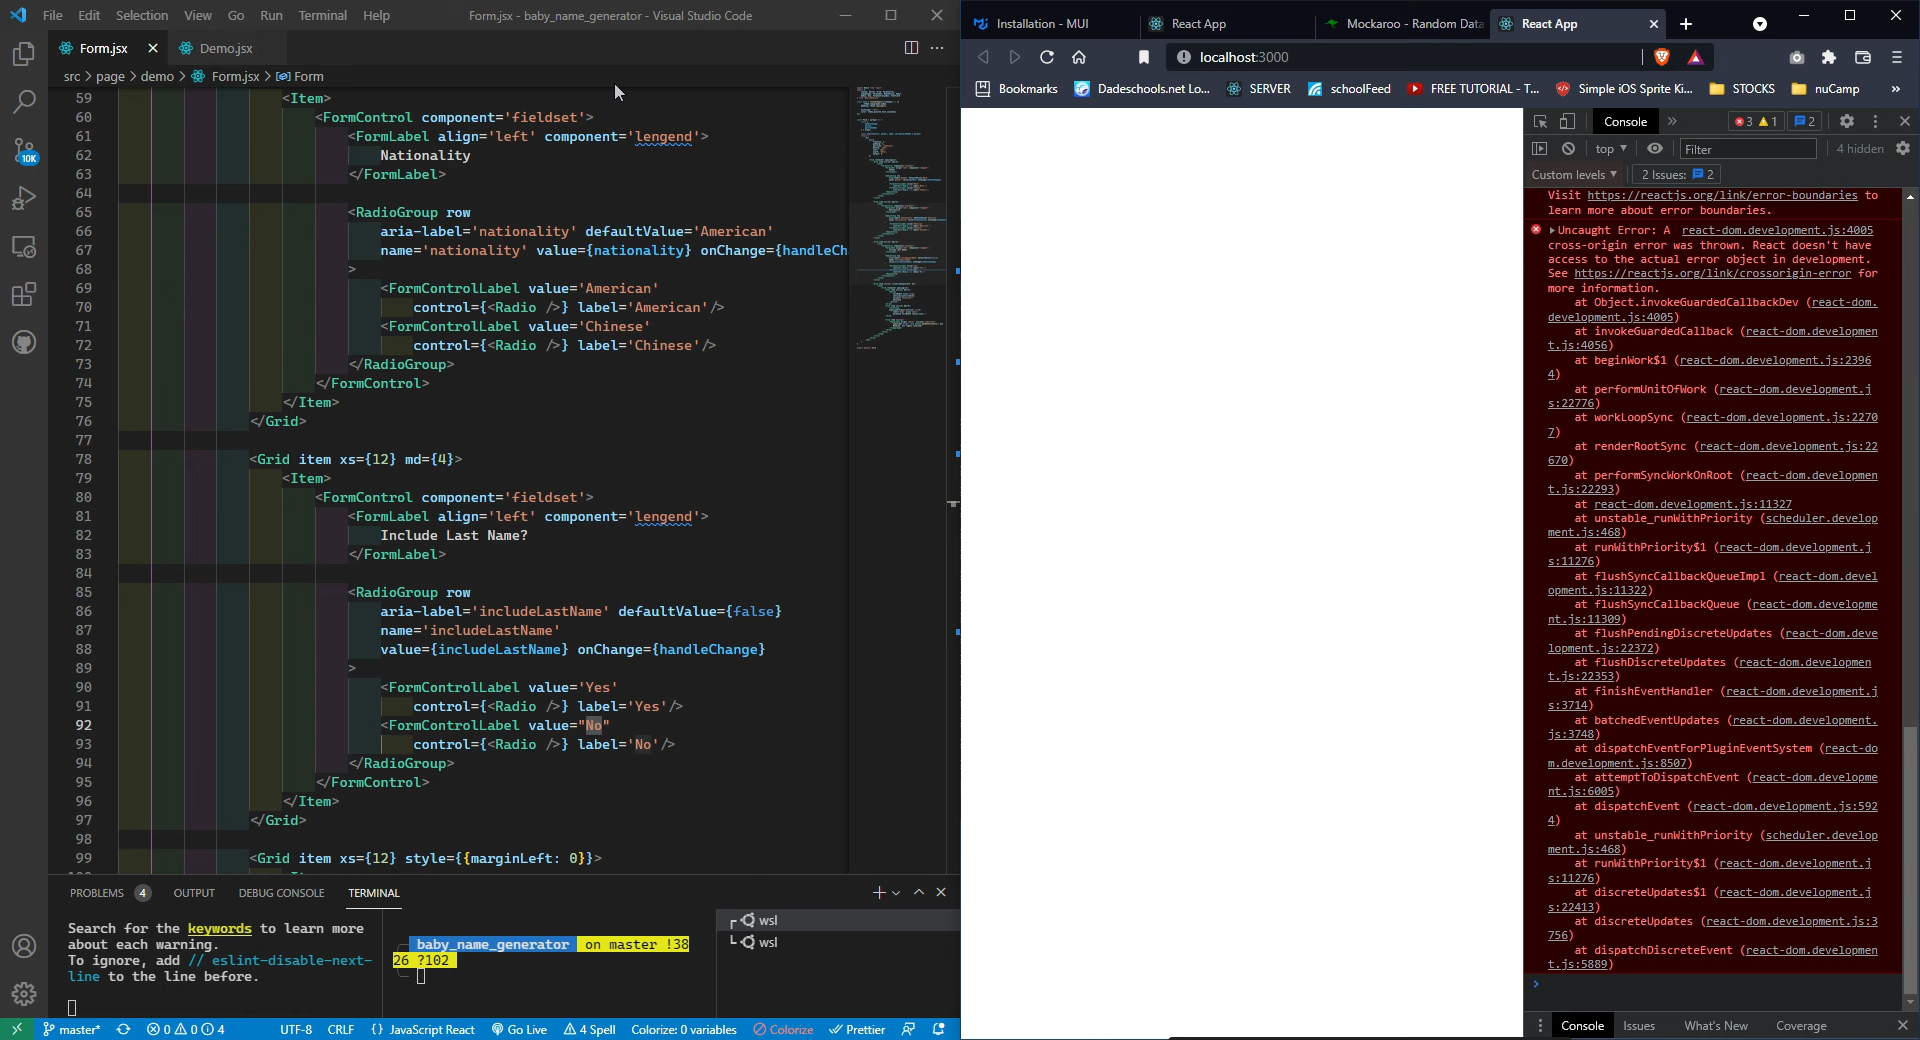 File Edit Selection View Go Run Terminal Help
Form.jsx - baby_name_generator - Visual Studio Code
Form.jsx
Demo.jsx
src > page > demo > Form.jsx > Form
59 <Item>
60 <FormControl component='fieldset'>
61 <FormLabel align='left' component='lengend'>
62 Nationality
63 </FormLabel>
64
65 <RadioGroup row
66 aria-label='nationality' defaultValue='American'
67 name='nationality' value={nationality} onChange={handleCh
68 >
69 <FormControlLabel value='American'
70 control={<Radio />} label='American'/>
71 <FormControlLabel value='Chinese'
72 control={<Radio />} label='Chinese'/>
73 </RadioGroup>
74 </FormControl>
75 </Item>
76 </Grid>
77
78 <Grid item xs={12} md={4}>
79 <Item>
80 <FormControl component='fieldset'>
81 <FormLabel align='left' component='lengend'>
82 Include Last Name?
83 </FormLabel>
84
85 <RadioGroup row
86 aria-label='includeLastName' defaultValue={false}
87 name='includeLastName'
88 value={includeLastName} onChange={handleChange}
89 >
90 <FormControlLabel value='Yes'
91 control={<Radio />} label='Yes'/>
92 <FormControlLabel value="No"
93 control={<Radio />} label='No'/>
94 </RadioGroup>
95 </FormControl>
96 </Item>
97 </Grid>
98
99 <Grid item xs={12} style={{marginLeft: 0}}>
10K
PROBLEMS 4 OUTPUT DEBUG CONSOLE TERMINAL
Search for the keywords to learn more
about each warning.
To ignore, add // eslint-disable-next-
line to the line before.
baby_name_generator on master !38
26 ?102
wsl
wsl
master* 0 0 4 UTF-8 CRLF {} JavaScript React Go Live 4 Spell Colorize: 0 variables Colorize Prettier
Installation - MUI
React App
Mockaroo - Random Data
React App
localhost:3000
Bookmarks Dadeschools.net Lo... SERVER schoolFeed FREE TUTORIAL - T... Simple iOS Sprite Ki... STOCKS nuCamp »
Console » 3 1 2
top Filter 4 hidden
Custom levels 2 Issues: 2
Visit https://reactjs.org/link/error-boundaries to
learn more about error boundaries.
Uncaught Error: A react-dom.development.js:4005
cross-origin error was thrown. React doesn't have
access to the actual error object in development.
See https://reactjs.org/link/crossorigin-error for
more information.
at Object.invokeGuardedCallbackDev (react-dom.
development.js:4005)
at invokeGuardedCallback (react-dom.developmen
t.js:4056)
at beginWork$1 (react-dom.development.js:2396
4)
at performUnitOfWork (react-dom.development.j
s:22776)
at workLoopSync (react-dom.development.js:2270
7)
at renderRootSync (react-dom.development.js:22
670)
at performSyncWorkOnRoot (react-dom.developmen
t.js:22293)
at react-dom.development.js:11327
at unstable_runWithPriority (scheduler.develop
ment.js:468)
at runWithPriority$1 (react-dom.development.j
s:11276)
at flushSyncCallbackQueueImpl (react-dom.devel
opment.js:11322)
at flushSyncCallbackQueue (react-dom.developme
nt.js:11309)
at flushPendingDiscreteUpdates (react-dom.deve
lopment.js:22372)
at flushDiscreteUpdates (react-dom.developmen
t.js:22353)
at finishEventHandler (react-dom.development.j
s:3714)
at batchedEventUpdates (react-dom.development.
js:3748)
at dispatchEventForPluginEventSystem (react-do
m.development.js:8507)
at attemptToDispatchEvent (react-dom.developme
nt.js:6005)
at dispatchEvent (react-dom.development.js:592
4)
at unstable_runWithPriority (scheduler.develop
ment.js:468)
at runWithPriority$1 (react-dom.development.j
s:11276)
at discreteUpdates$1 (react-dom.development.j
s:22413)
at discreteUpdates (react-dom.development.js:3
756)
at dispatchDiscreteEvent (react-dom.developmen
t.js:5889)
Console Issues What's New Coverage